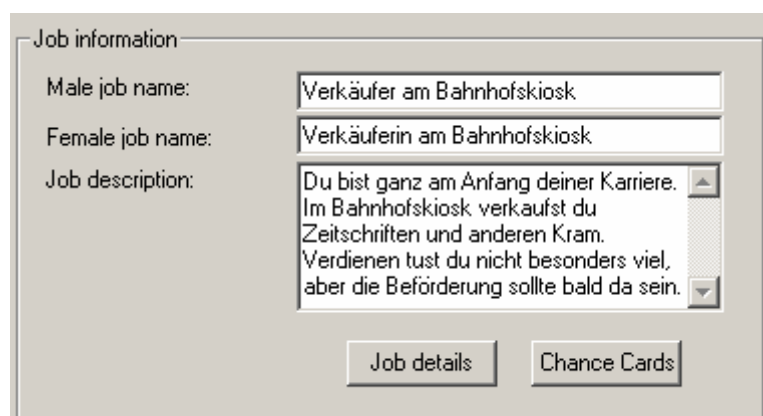 Job information
Male job name:
Verkäufer am Bahnhofskiosk
Female job name:
Verkäuferin am Bahnhofskiosk
Job description:
Du bist ganz am Anfang deiner Karriere.
Im Bahnhofskiosk verkaufst du
Zeitschriften und anderen Kram.
Verdienen tust du nicht besonders viel,
aber die Beförderung sollte bald da sein.
Job details
Chance Cards